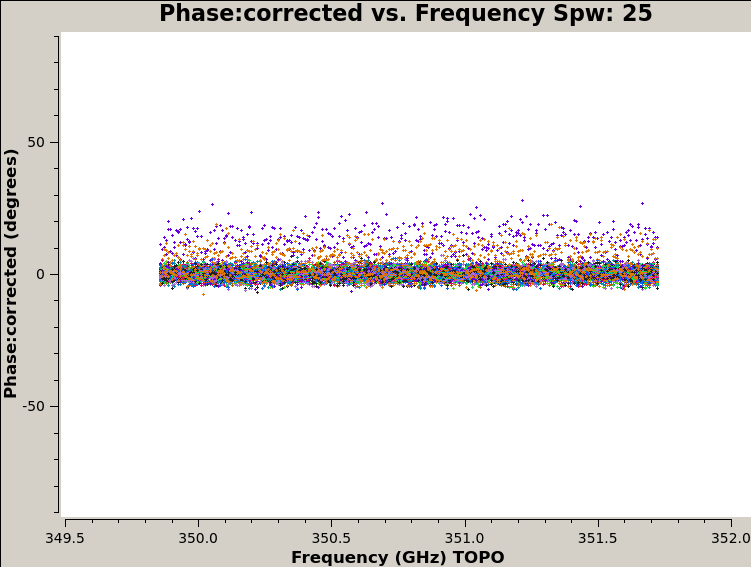 Phase:corrected vs. Frequency Spw: 25
Phase:corrected (degrees)
50
0
-50
349.5 350.0 350.5 351.0 351.5 352.0
Frequency (GHz) TOPO